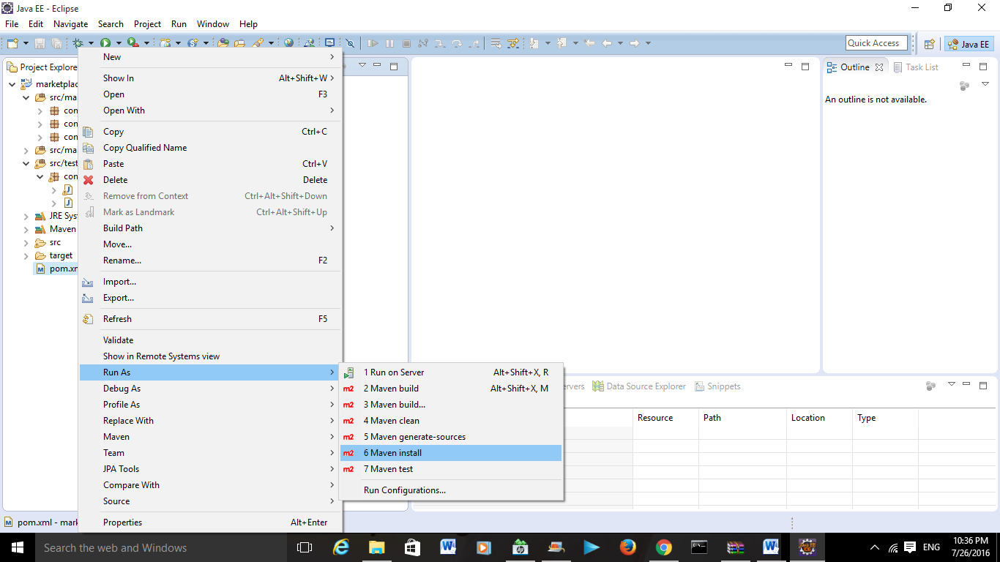 Java EE - Eclipse
File Edit Navigate Search Project Run Window Help
Quick Access
Java EE
Project Explore
marketplac
src/ma
con
con
con
src/ma
src/test
con
JRE Sys
Maven
src
target
pom.xm
New
Show In Alt+Shift+W
Open F3
Open With
Copy Ctrl+C
Copy Qualified Name
Paste Ctrl+V
Delete Delete
Remove from Context Ctrl+Alt+Shift+Down
Mark as Landmark Ctrl+Alt+Shift+Up
Build Path
Move...
Rename... F2
Import...
Export...
Refresh F5
Validate
Show in Remote Systems view
Run As
Debug As
Profile As
Replace With
Maven
Team
JPA Tools
Compare With
Source
Properties Alt+Enter
1 Run on Server Alt+Shift+X, R
2 Maven build Alt+Shift+X, M
3 Maven build...
4 Maven clean
5 Maven generate-sources
6 Maven install
7 Maven test
Run Configurations...
Outline Task List
An outline is not available.
ervers Data Source Explorer Snippets
Resource Path Location Type
pom.xml - mark
Search the web and Windows
ENG
10:36 PM
7/26/2016